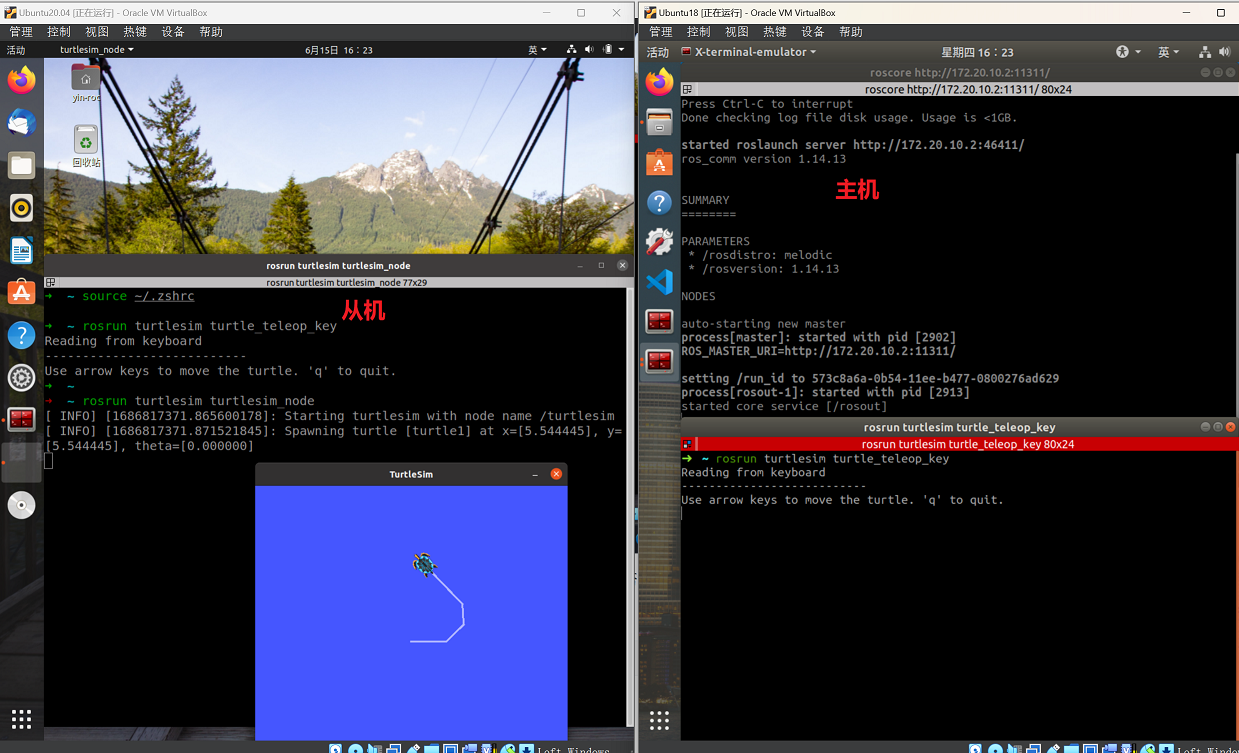 Ubuntu20.04 [正在运行] - Oracle VM VirtualBox
管理 控制 视图 热键 设备 帮助
活动 turtlesim_node 6月15日 16：23 英
yin-roc
回收站
rosrun turtlesim turtlesim_node
rosrun turtlesim turtlesim_node 77x29
➜ ~ source ~/.zshrc
从机
➜ ~ rosrun turtlesim turtle_teleop_key
Reading from keyboard
---------------------------
Use arrow keys to move the turtle. 'q' to quit.
➜ ~
➜ ~ rosrun turtlesim turtlesim_node
[ INFO] [1686817371.865600178]: Starting turtlesim with node name /turtlesim
[ INFO] [1686817371.871521845]: Spawning turtle [turtle1] at x=[5.544445], y=
[5.544445], theta=[0.000000]
TurtleSim
Left Windows
Ubuntu18 [正在运行] - Oracle VM VirtualBox
管理 控制 视图 热键 设备 帮助
活动 X-terminal-emulator 星期四 16：23 英
roscore http://172.20.10.2:11311/
roscore http://172.20.10.2:11311/ 80x24
Press Ctrl-C to interrupt
Done checking log file disk usage. Usage is <1GB.
started roslaunch server http://172.20.10.2:46411/
ros_comm version 1.14.13
主机
SUMMARY
========
PARAMETERS
* /rosdistro: melodic
* /rosversion: 1.14.13
NODES
auto-starting new master
process[master]: started with pid [2902]
ROS_MASTER_URI=http://172.20.10.2:11311/
setting /run_id to 573c8a6a-0b54-11ee-b477-0800276ad629
process[rosout-1]: started with pid [2913]
started core service [/rosout]
rosrun turtlesim turtle_teleop_key
rosrun turtlesim turtle_teleop_key 80x24
➜ ~ rosrun turtlesim turtle_teleop_key
Reading from keyboard
---------------------------
Use arrow keys to move the turtle. 'q' to quit.
Left Windows